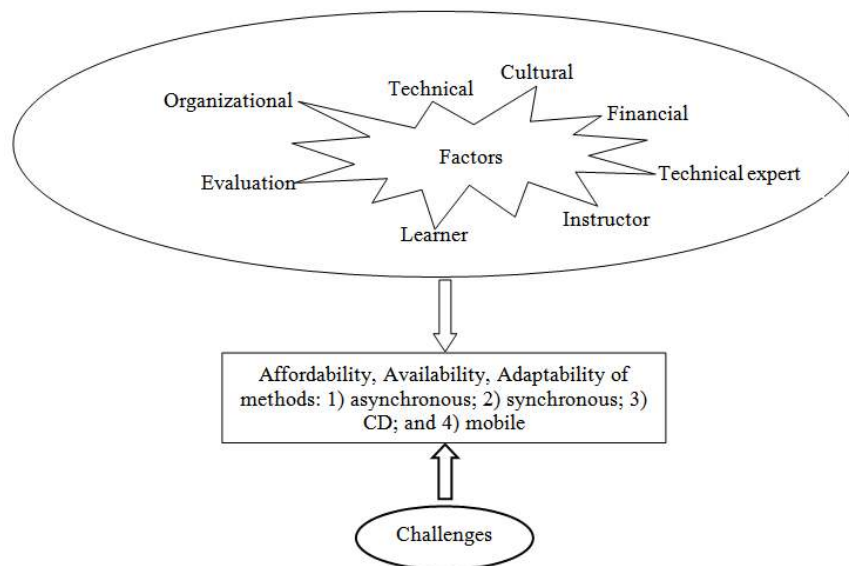 Cultural
Technical
Organizational
Financial
Factors
Technical expert
Evaluation
Instructor
Learner
Affordability, Availability, Adaptability of
methods: 1) asynchronous; 2) synchronous; 3)
CD; and 4) mobile
Challenges